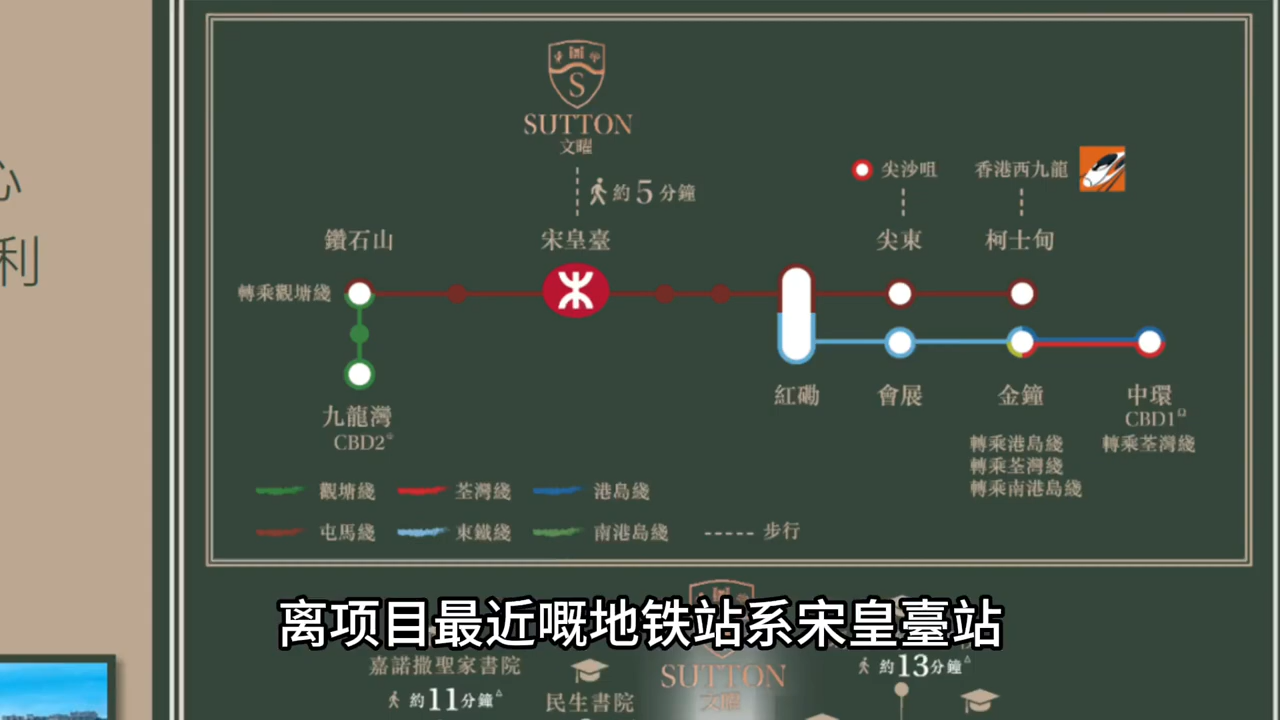 心
利
S
SUTTON
文曜
約5分鐘
尖沙咀
香港西九龍
鑽石山
宋皇臺
尖東
柯士甸
轉乘觀塘綫
九龍灣
CBD2
紅磡
會展
金鐘
中環
CBD1Ω
轉乘港島綫
轉乘荃灣綫
轉乘荃灣綫
轉乘南港島綫
觀塘綫
荃灣綫
港島綫
屯馬綫
東鐵綫
南港島綫
步行
离项目最近嘅地铁站系宋皇臺站
嘉諾撒聖家書院
約11分鐘△
民生書院
SUTTON
文曜
約13分鐘△